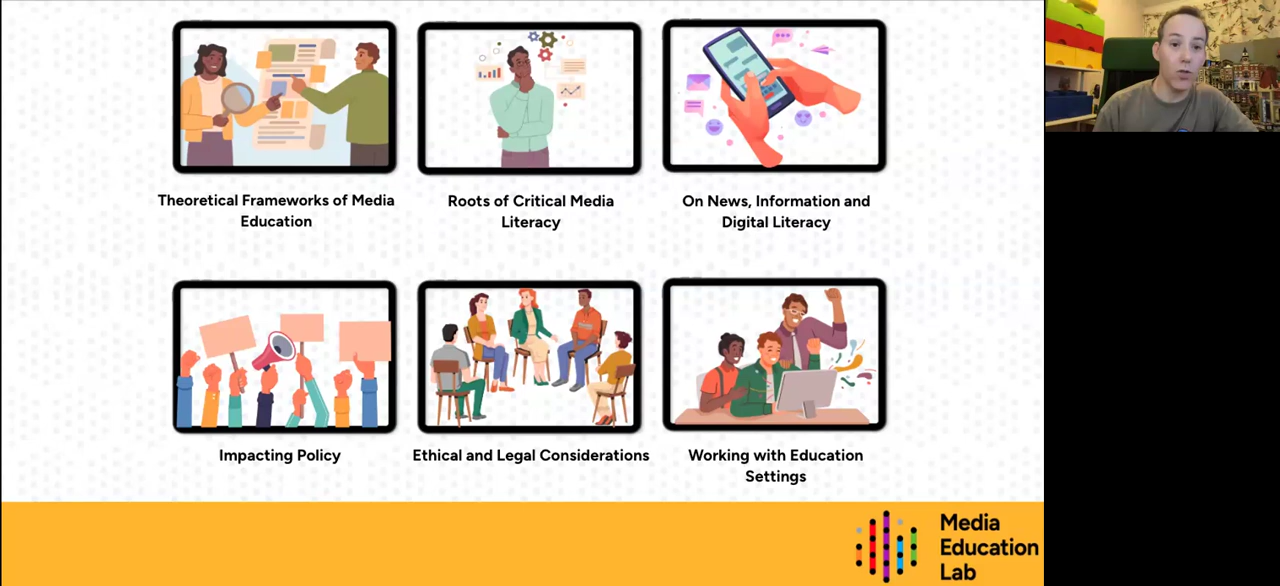 Theoretical Frameworks of Media
Education
Roots of Critical Media
Literacy
On News, Information and
Digital Literacy
Impacting Policy
Ethical and Legal Considerations
Working with Education
Settings
Media
Education
Lab